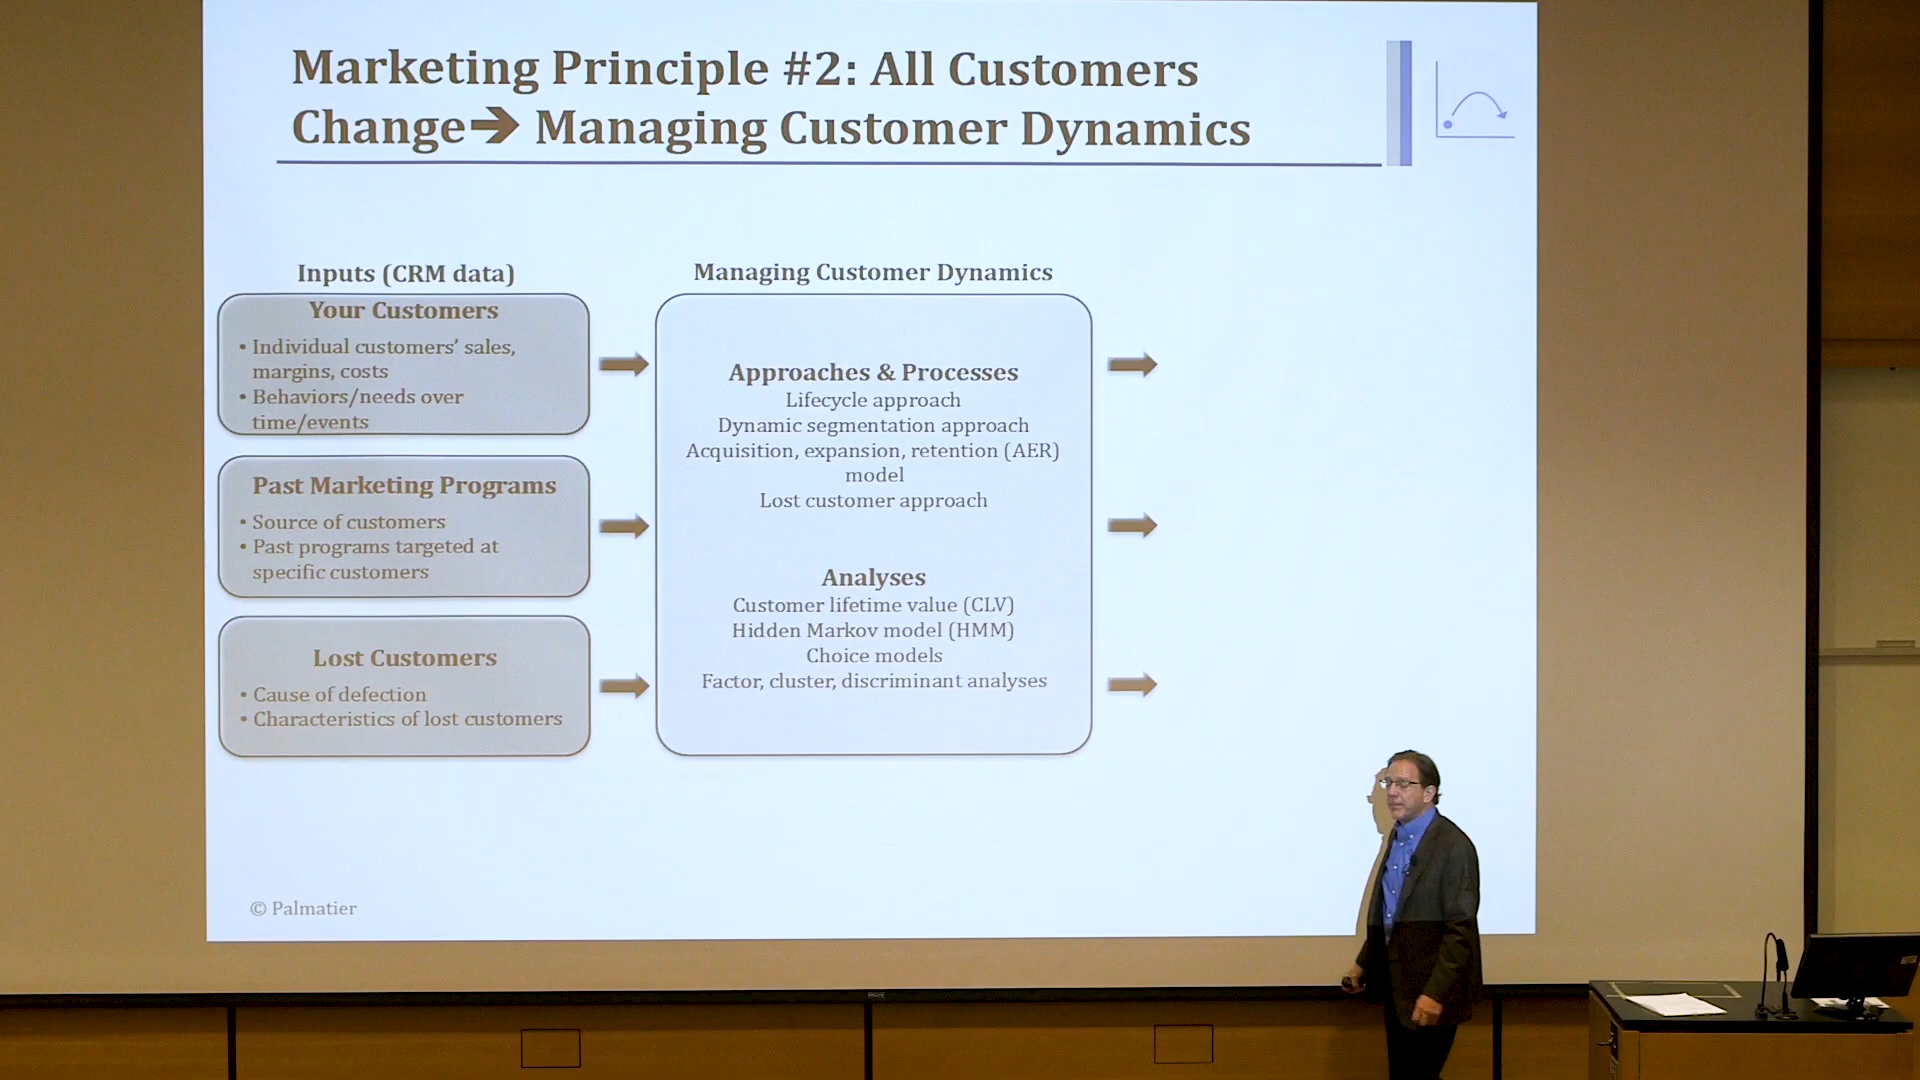 Marketing Principle #2: All Customers
Change➔ Managing Customer Dynamics
Inputs (CRM data)
Your Customers
• Individual customers’ sales,
margins, costs
• Behaviors/needs over
time/events
Past Marketing Programs
• Source of customers
• Past programs targeted at
specific customers
Lost Customers
• Cause of defection
• Characteristics of lost customers
Managing Customer Dynamics
Approaches & Processes
Lifecycle approach
Dynamic segmentation approach
Acquisition, expansion, retention (AER)
model
Lost customer approach
Analyses
Customer lifetime value (CLV)
Hidden Markov model (HMM)
Choice models
Factor, cluster, discriminant analyses
© Palmatier